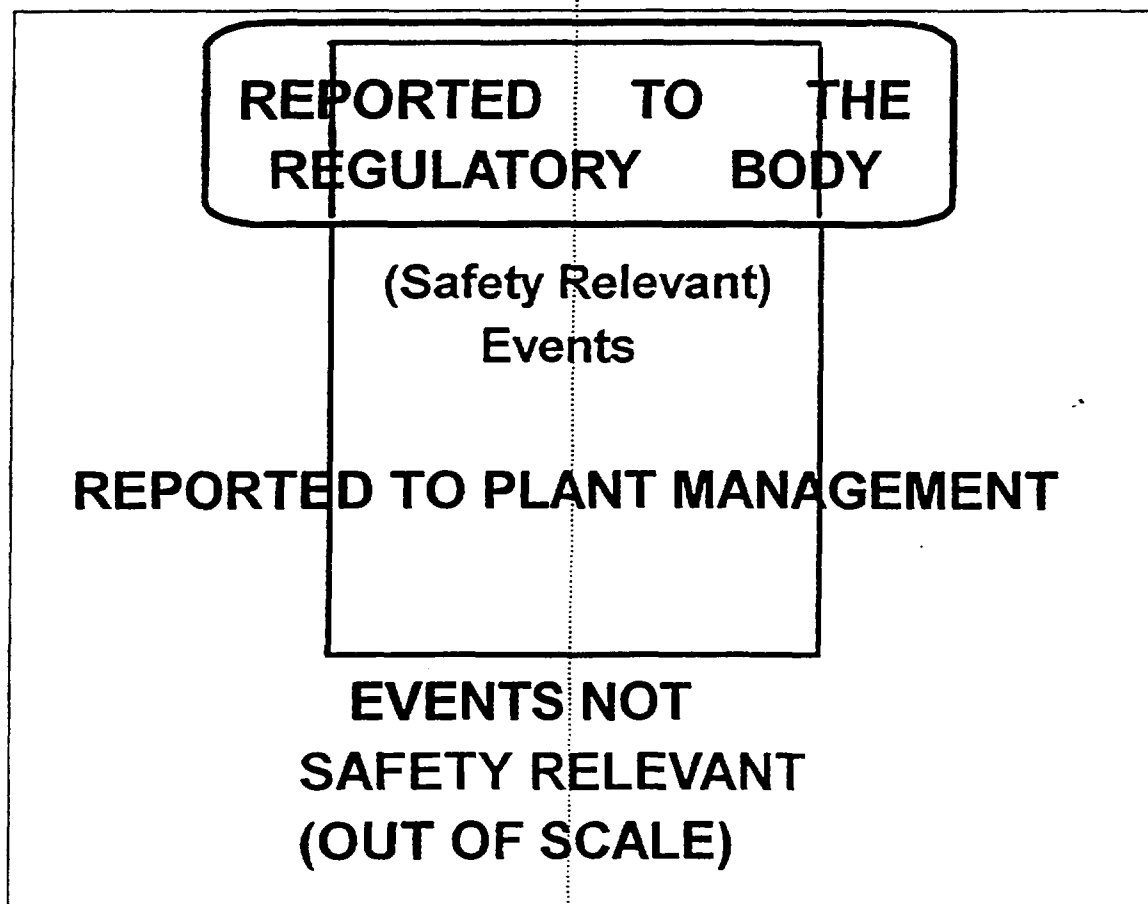 REPORTED TO THE
REGULATORY BODY
(Safety Relevant)
Events
REPORTED TO PLANT MANAGEMENT
EVENTS NOT
SAFETY RELEVANT
(OUT OF SCALE)